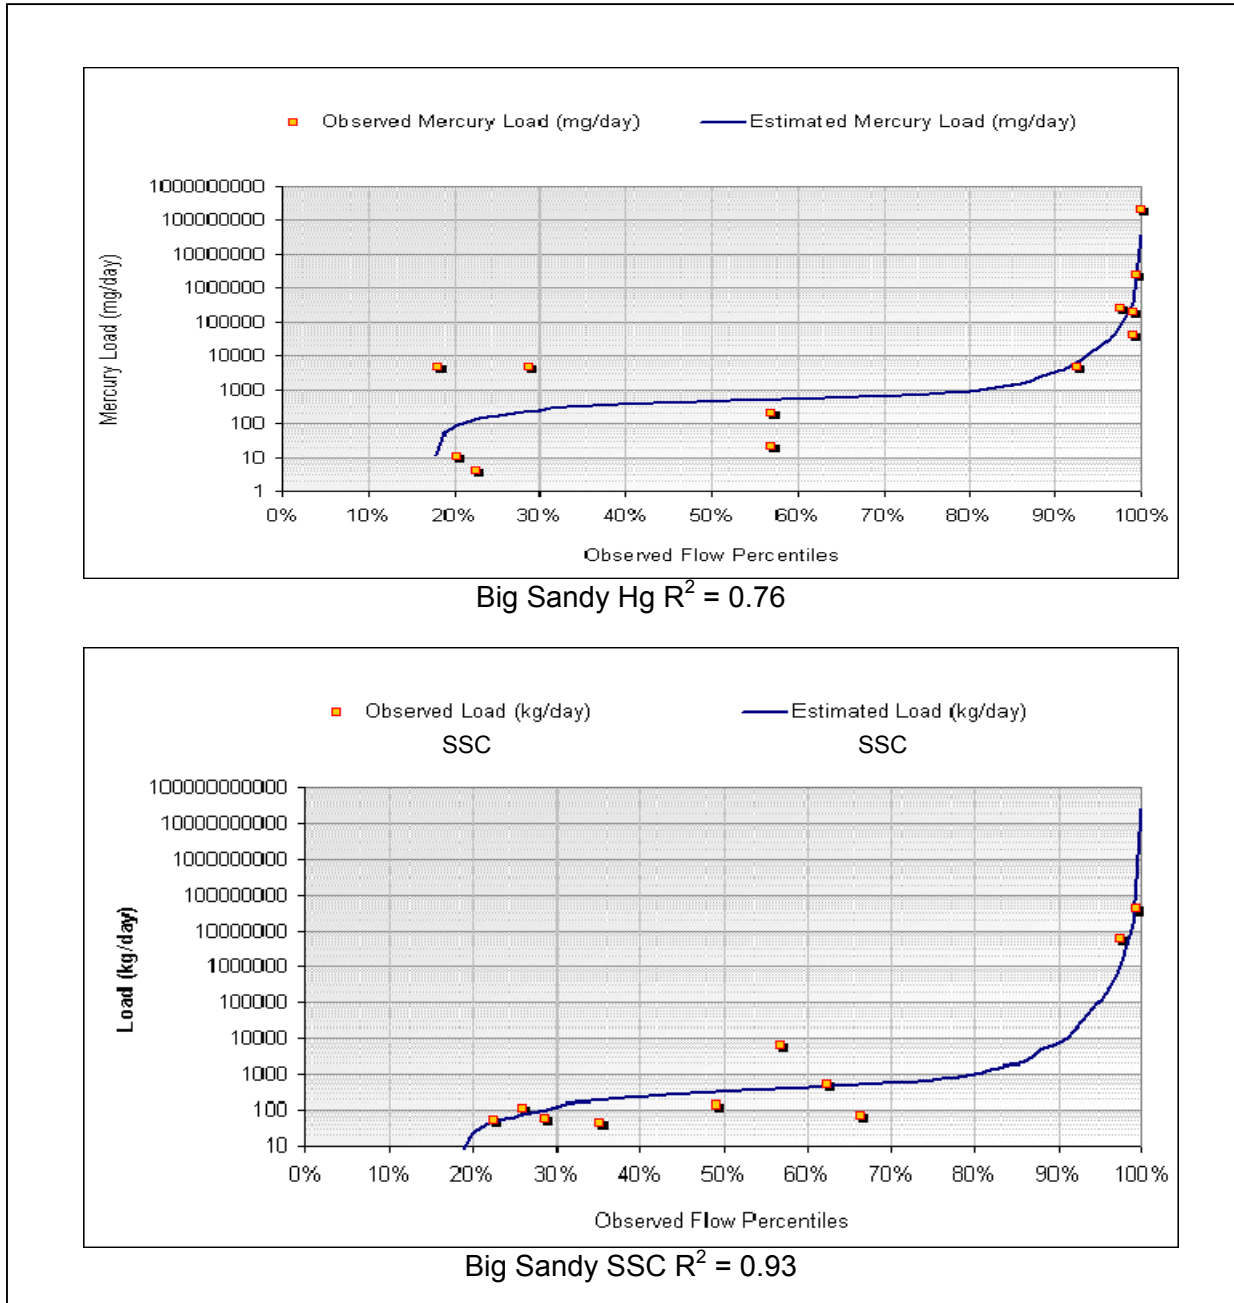 Observed Mercury Load (mg/day) Estimated Mercury Load (mg/day)
Mercury Load (mg/day)
1000000000
100000000
10000000
1000000
100000
10000
1000
100
10
1
0% 10% 20% 30% 40% 50% 60% 70% 80% 90% 100%
Observed Flow Percentiles
Big Sandy Hg R² = 0.76
Observed Load (kg/day) Estimated Load (kg/day)
SSC SSC
Load (kg/day)
100000000000
10000000000
1000000000
100000000
10000000
1000000
100000
10000
1000
100
10
0% 10% 20% 30% 40% 50% 60% 70% 80% 90% 100%
Observed Flow Percentiles
Big Sandy SSC R² = 0.93